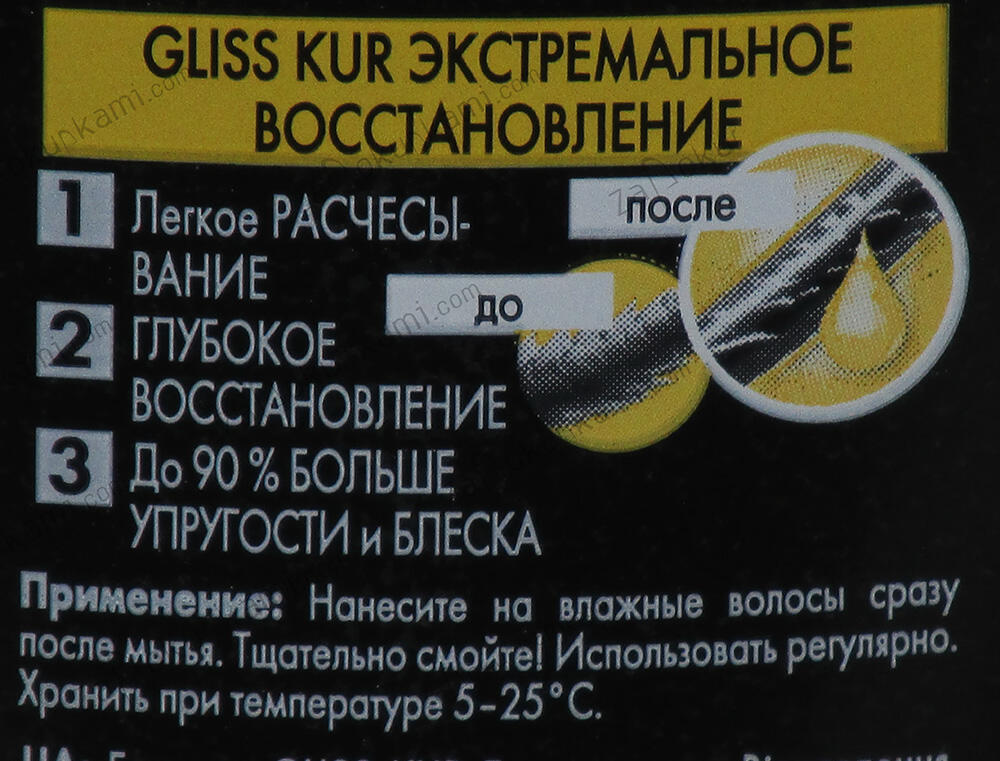 GLISS KUR ЭКСТРЕМАЛЬНОЕ
ВОССТАНОВЛЕНИЕ
1 Легкое РАСЧЕСЫ-
ВАНИЕ
после
до
2 ГЛУБОКОЕ
ВОССТАНОВЛЕНИЕ
3 До 90 % БОЛЬШЕ
УПРУГОСТИ и БЛЕСКА
Применение: Нанесите на влажные волосы сразу
после мытья. Тщательно смойте! Использовать регулярно.
Хранить при температуре 5–25°C.